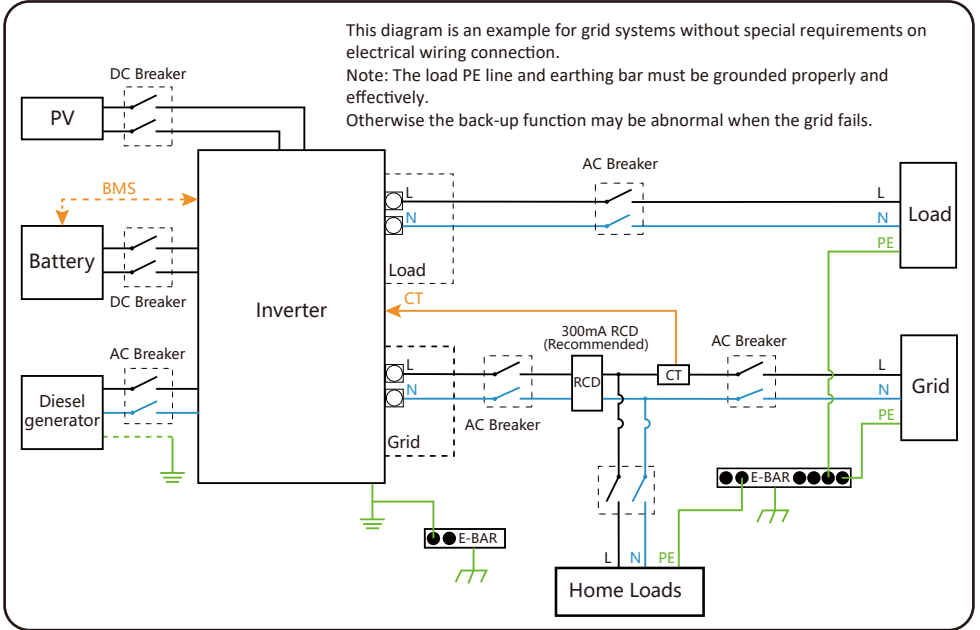 This diagram is an example for grid systems without special requirements on
electrical wiring connection.
Note: The load PE line and earthing bar must be grounded properly and
effectively.
Otherwise the back-up function may be abnormal when the grid fails.
DC Breaker
PV
BMS
Battery
DC Breaker
AC Breaker
Diesel
generator
Inverter
L
N
Load
AC Breaker
L
N
PE
Load
CT
L
N
Grid
AC Breaker
300mA RCD
(Recommended)
RCD
CT
AC Breaker
L
N
PE
Grid
E-BAR
E-BAR
L
N
PE
Home Loads